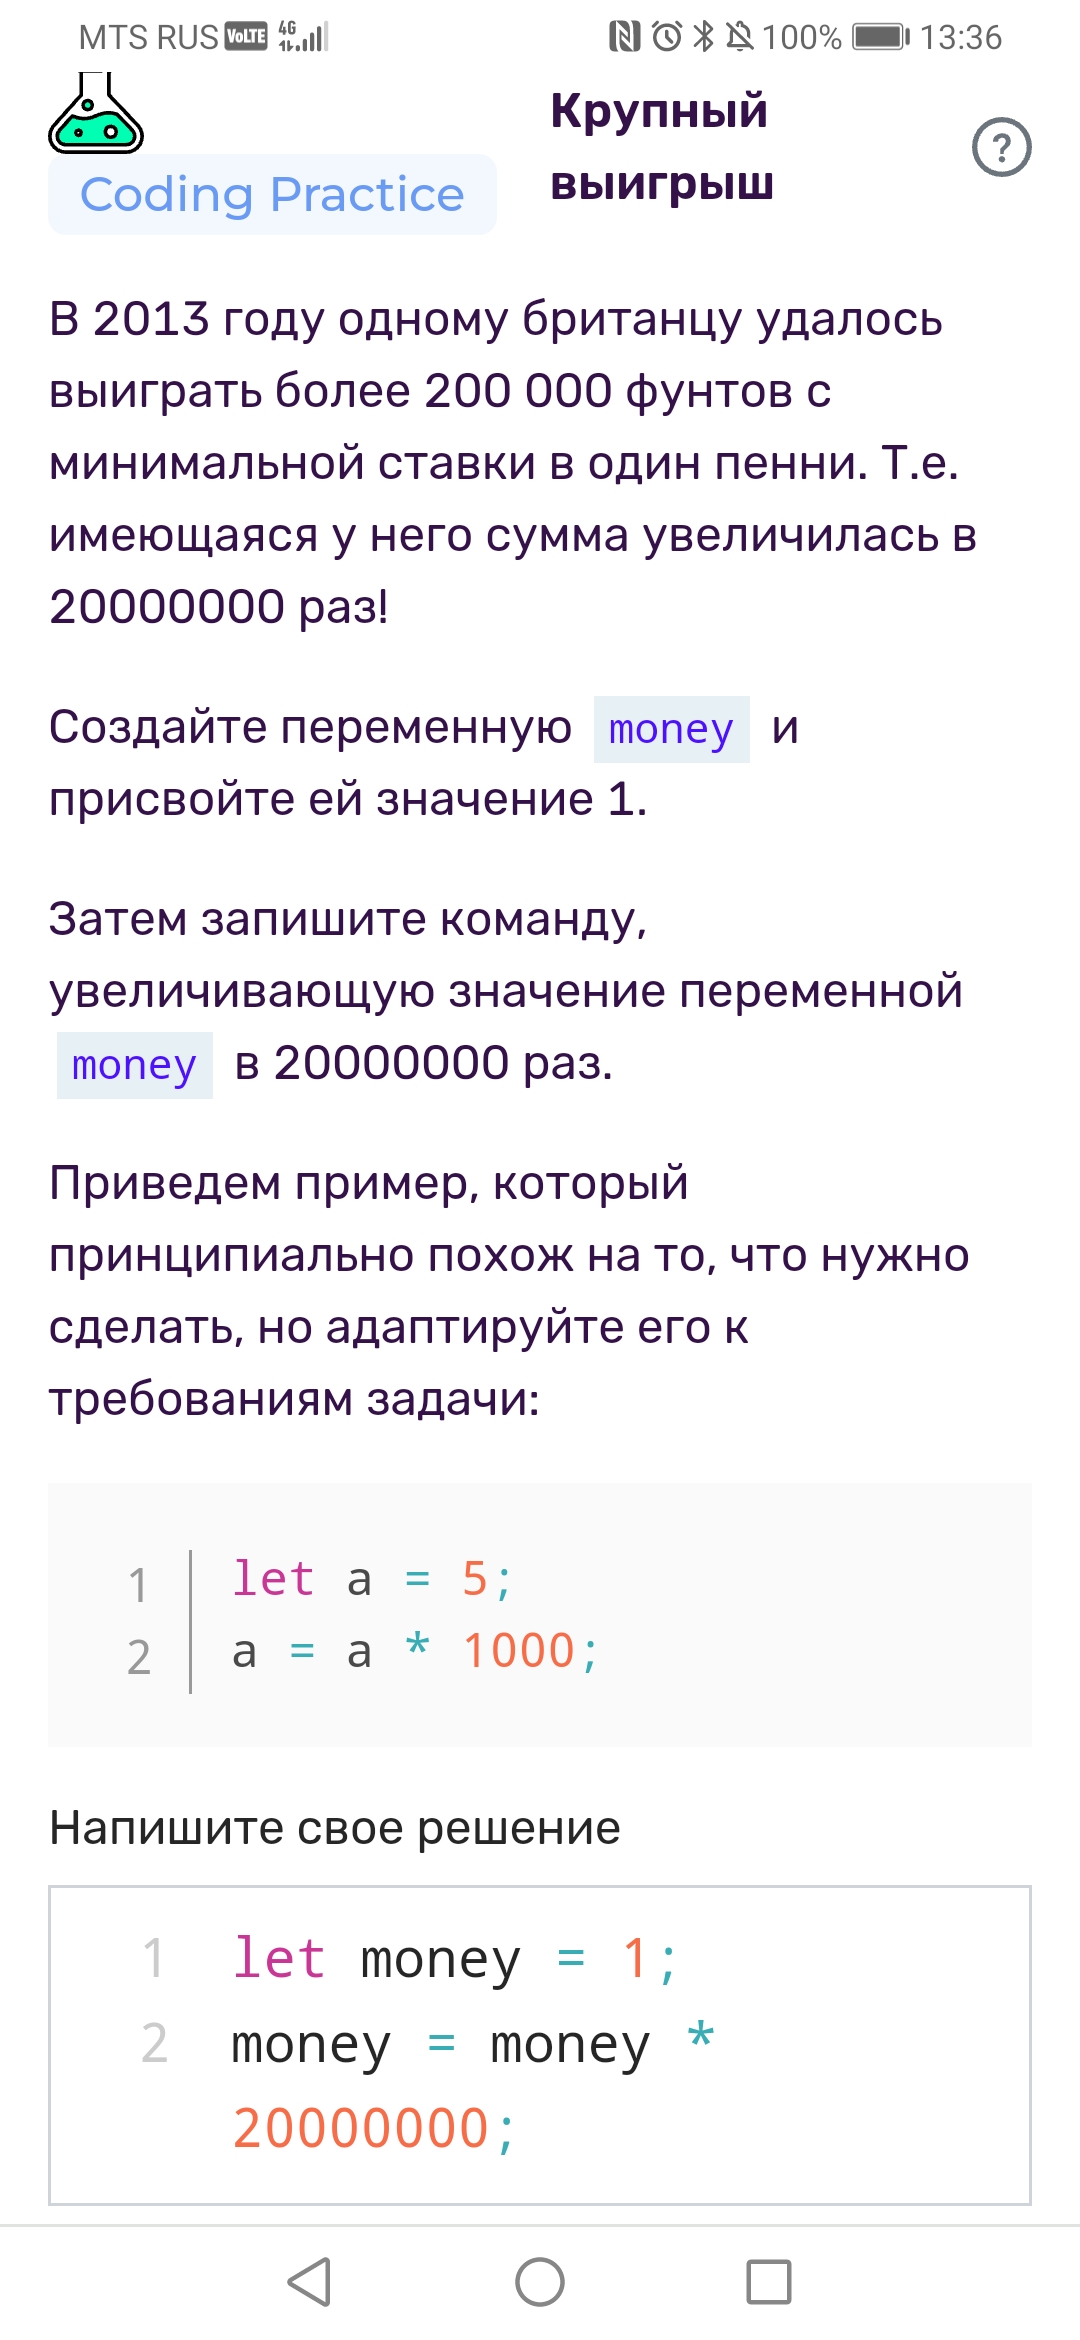 MTS RUS VoLTE 4G 100% 13:36
Крупный
выигрыш
?
Coding Practice
В 2013 году одному британцу удалось
выиграть более 200 000 фунтов с
минимальной ставки в один пенни. Т.е.
имеющаяся у него сумма увеличилась в
20000000 раз!
Создайте переменную money и
присвойте ей значение 1.
Затем запишите команду,
увеличивающую значение переменной
money в 20000000 раз.
Приведем пример, который
принципиально похож на то, что нужно
сделать, но адаптируйте его к
требованиям задачи:
1 let a = 5;
2 a = a * 1000;
Напишите свое решение
1 let money = 1;
2 money = money *
20000000;